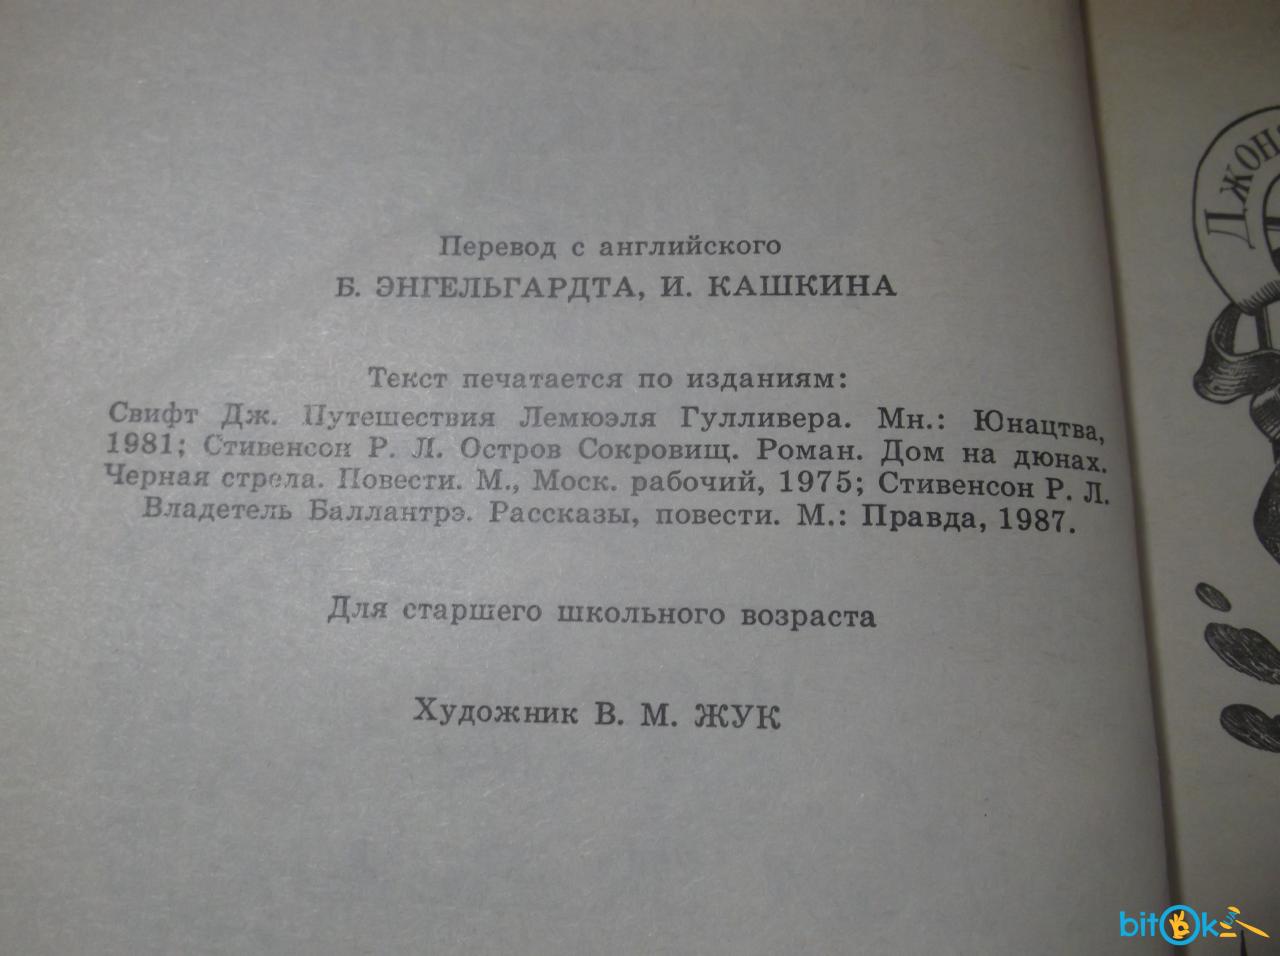 Перевод с английского
Б. ЭНГЕЛЬГАРДТА, И. КАШКИНА
Текст печатается по изданиям:
Свифт Дж. Путешествия Лемюэля Гулливера. Мн.: Юнацтва,
1981; Стивенсон Р. Л. Остров Сокровищ. Роман. Дом на дюнах.
Черная стрела. Повести. М., Моск. рабочий, 1975; Стивенсон Р. Л.
Владетель Баллантрэ. Рассказы, повести. М.: Правда, 1987.
Для старшего школьного возраста
Художник В. М. ЖУК
bitOk